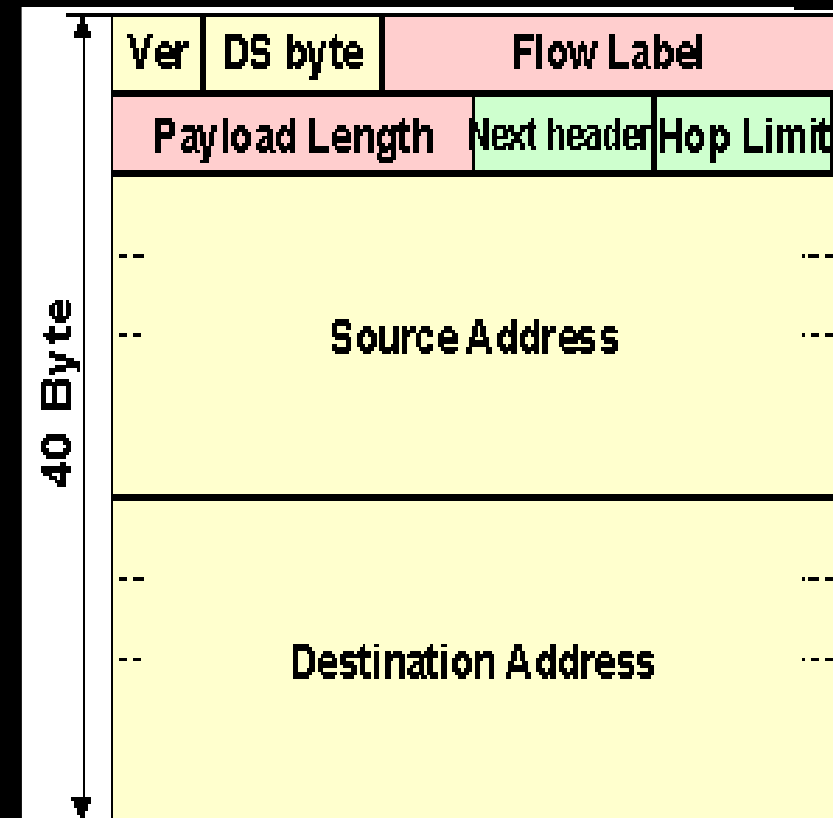 Ver DS byte Flow Label
Payload Length Next header Hop Limit
40 Byte
Source Address
Destination Address